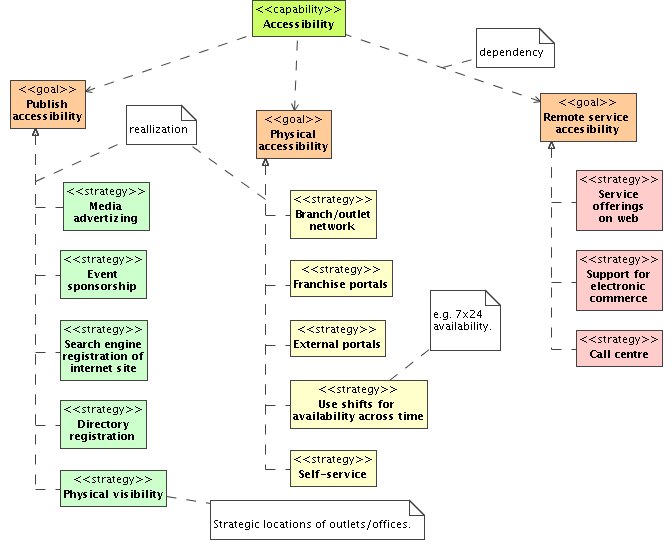 <<capability>>
Accessibility
dependency
<<goal>>
Publish
accessibility
reallization
<<goal>>
Physical
accessibility
<<goal>>
Remote service
accesibility
<<strategy>>
Media
advertizing
<<strategy>>
Event
sponsorship
<<strategy>>
Search engine
registration of
internet site
<<strategy>>
Directory
registration
<<strategy>>
Physical visibility
<<strategy>>
Branch/outlet
network
<<strategy>>
Franchise portals
<<strategy>>
External portals
e.g. 7x24
availability.
<<strategy>>
Use shifts for
availability across time
<<strategy>>
Self-service
Strategic locations of outlets/offices.
<<strategy>>
Service
offerings
on web
<<strategy>>
Support for
electronic
commerce
<<strategy>>
Call centre